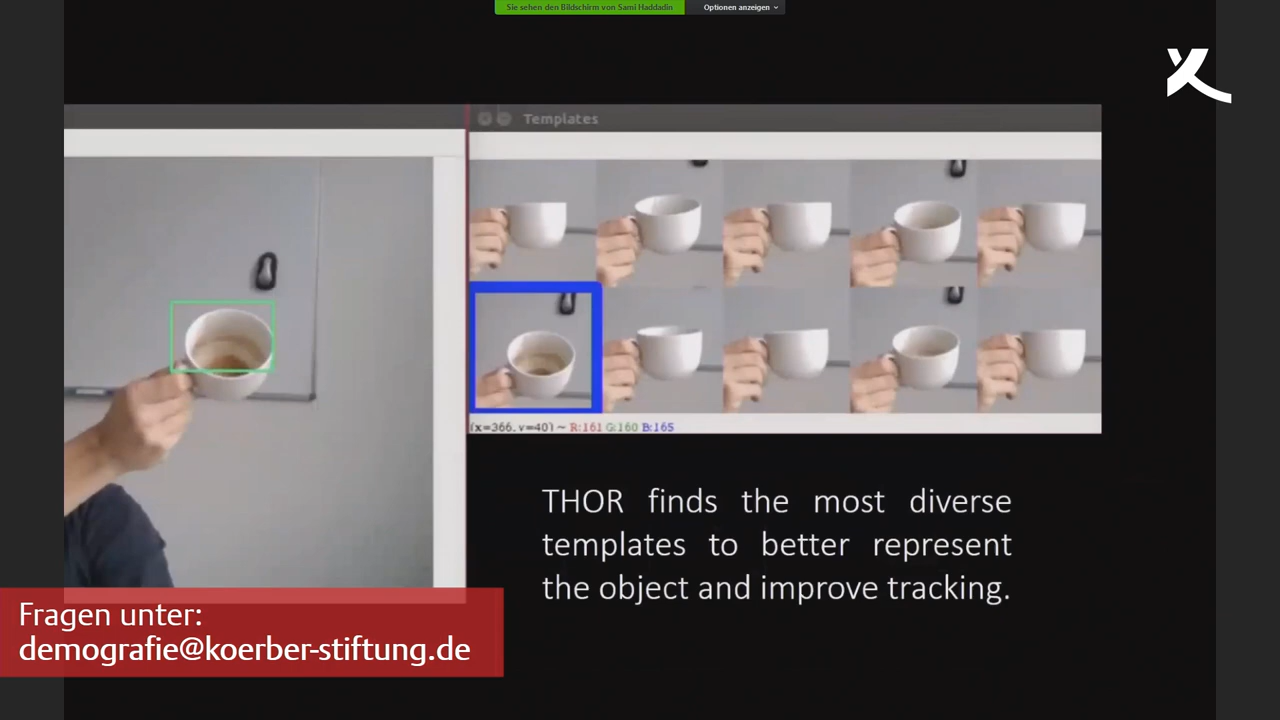 Sie sehen den Bildschirm von Sami Haddadin
Optionen anzeigen
Templates
(x=366, y=40) ~ R:161 G:160 B:165
THOR finds the most diverse
templates to better represent
the object and improve tracking.
Fragen unter:
demografie@koerber-stiftung.de